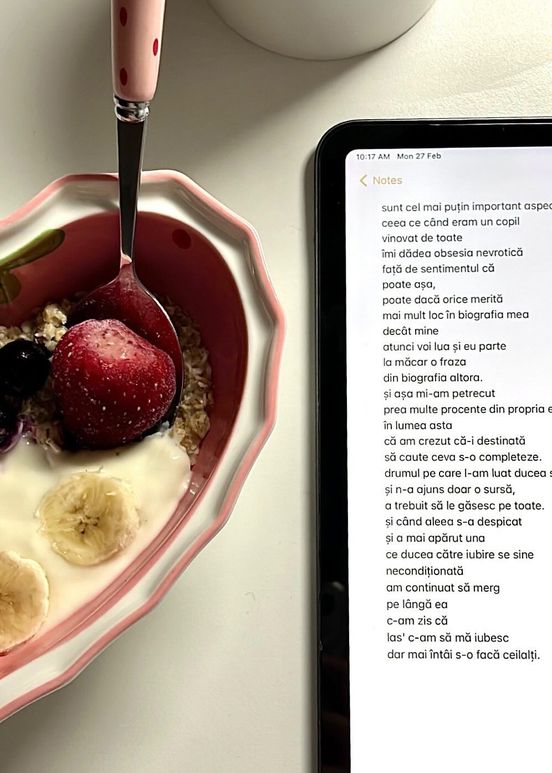 10:17 AM Mon 27 Feb
Notes
sunt cel mai puțin important
ceea ce când eram un copil
vinovat de toate
îmi dădea obsesia nevrotică
față de sentimentul că
poate așa,
poate dacă orice merită
mai mult loc în biografia mea
decât mine
atunci voi lua și eu parte
la măcar o fraza
din biografia altora.
și așa mi-am petrecut
prea multe procente din propria
în lumea asta
că am crezut că-i destinată
să caute ceva s-o completeze.
drumul pe care l-am luat ducea
și n-a ajuns doar o sursă,
a trebuit să le găsesc pe toate.
și când aleea s-a despicat
și a mai apărut una
ce ducea către iubire se sine
necondiționată
am continuat să merg
pe lângă ea
c-am zis că
las' c-am să mă iubesc
dar mai întâi s-o facă ceilalți.